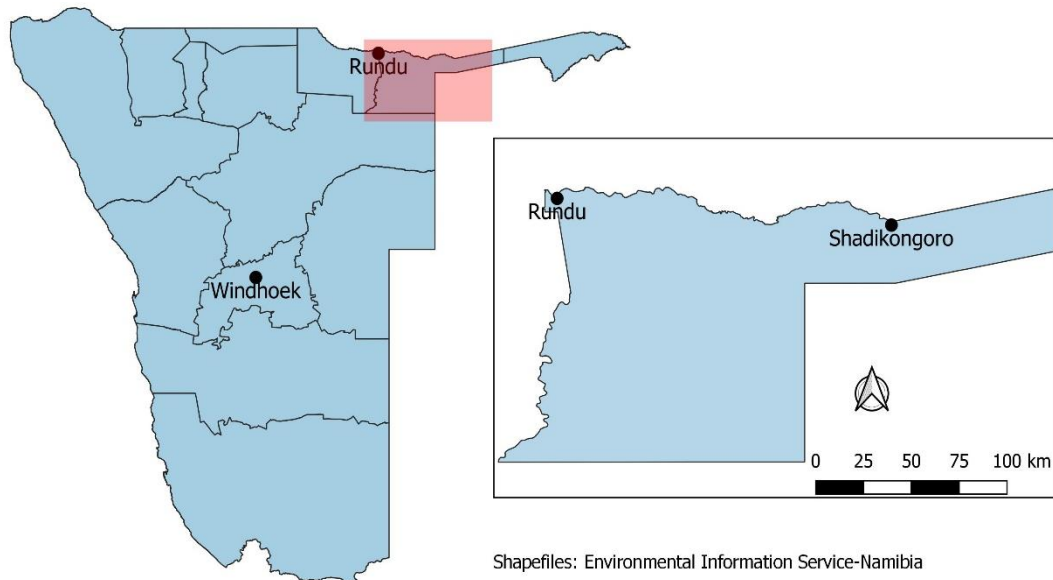 Rundu
Windhoek
Rundu
Shadikongoro
0 25 50 75 100 km
Shapefiles: Environmental Information Service-Namibia